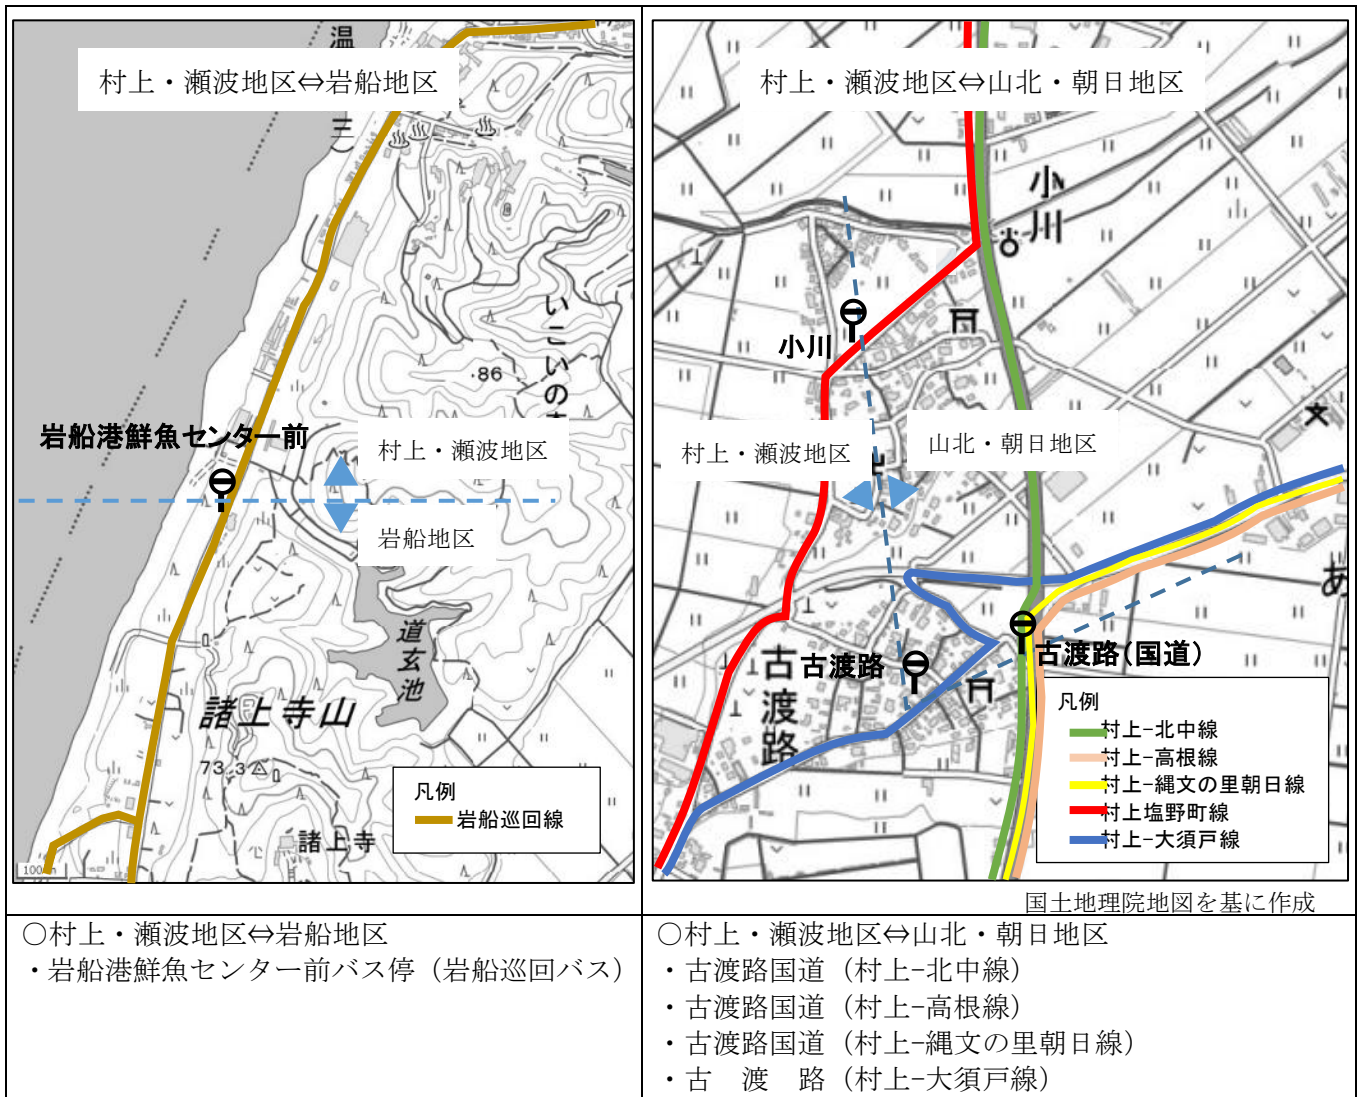 村上・瀬波地区⇔岩船地区
温
三)
いこいの
・86
岩船港鮮魚センター前
村上・瀬波地区
岩船地区
道玄池
諸上寺山
73.3
諸上寺
凡例
岩船巡回線
村上・瀬波地区⇔山北・朝日地区
小川
小川
村上・瀬波地区
山北・朝日地区
あ
古渡路
古渡路(国道)
古渡路
凡例
村上-北中線
村上-高根線
村上-縄文の里朝日線
村上塩野町線
村上-大須戸線
国土地理院地図を基に作成
○村上・瀬波地区⇔岩船地区
・岩船港鮮魚センター前バス停（岩船巡回バス）
○村上・瀬波地区⇔山北・朝日地区
・古渡路国道（村上-北中線）
・古渡路国道（村上-高根線）
・古渡路国道（村上-縄文の里朝日線）
・古　渡　路（村上-大須戸線）